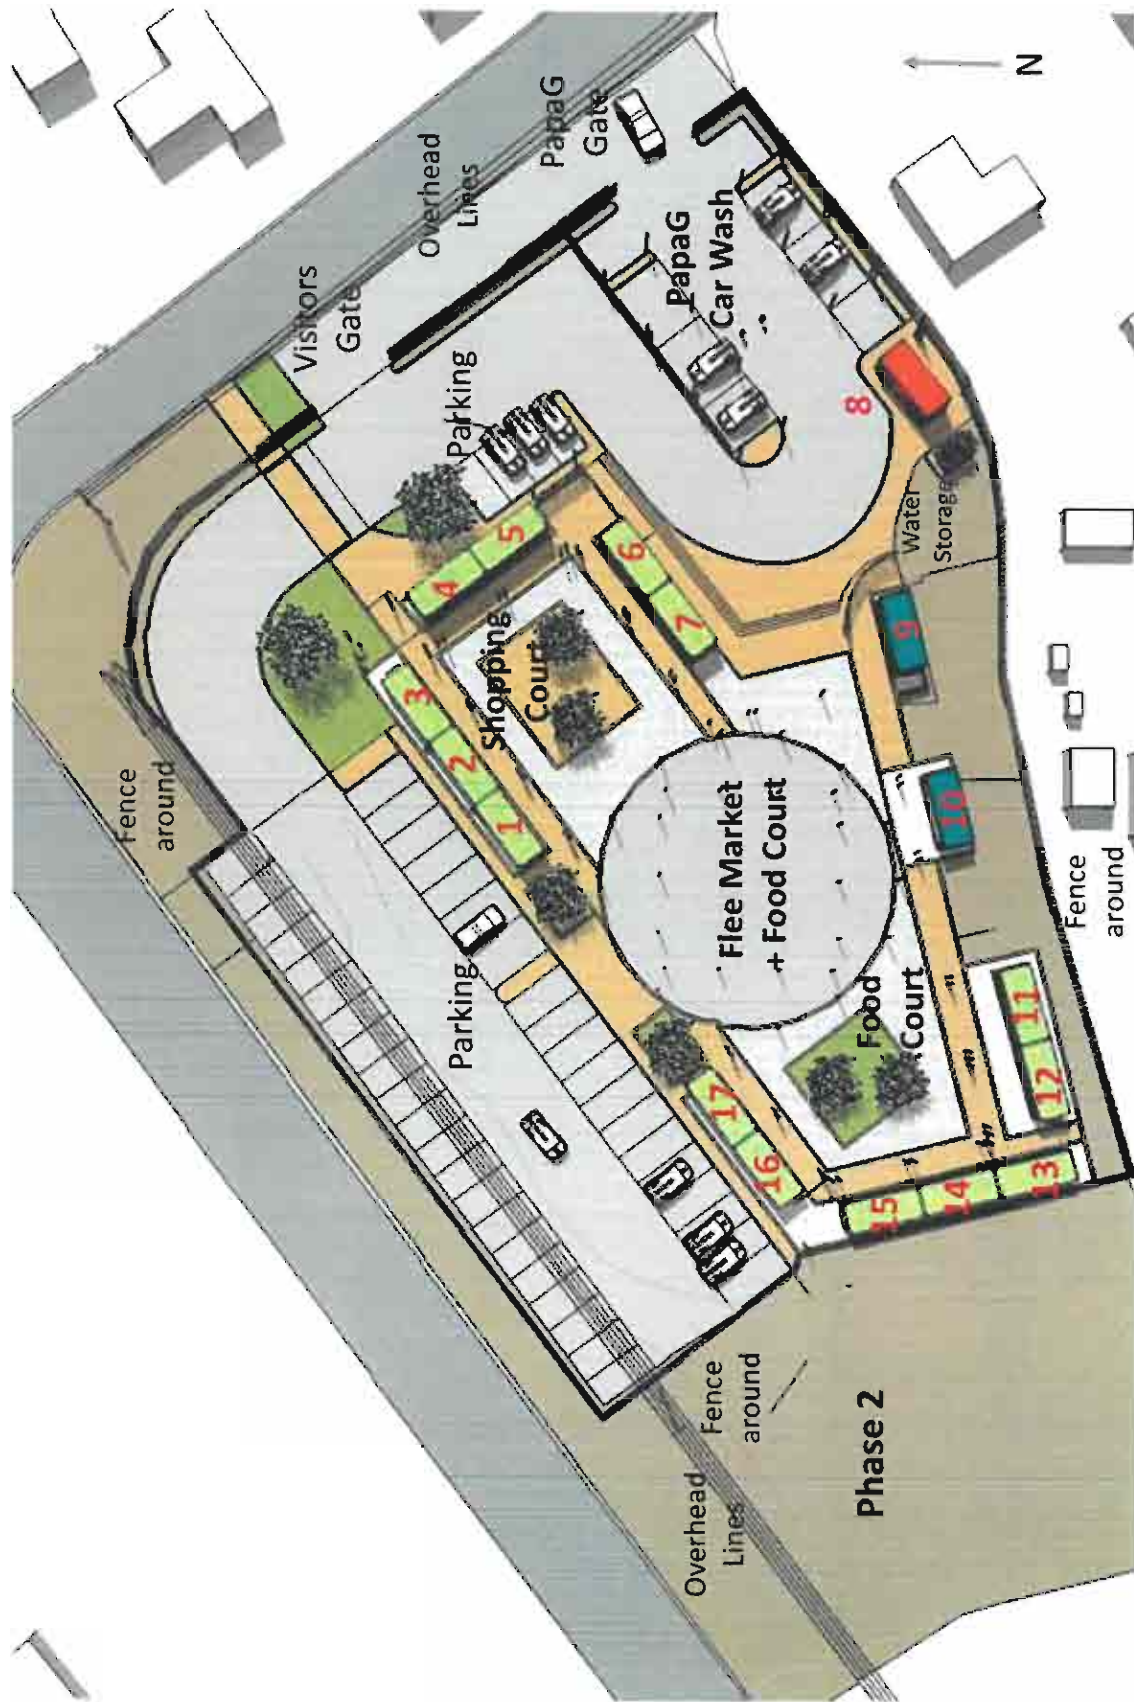 Fence
around
Visitors
Gate
Overhead
Lines
PapaG
Gate
Parking
Parking
3
4
2
1
5
Shopping
Court
6
7
PapaG
Car Wash
Overhead
Lines
Fence
around
17
16
Flee Market
+ Food Court
8
Phase 2
Food
Court
15
14
13
9
Water
Storage
10
11
12
N
Fence
around